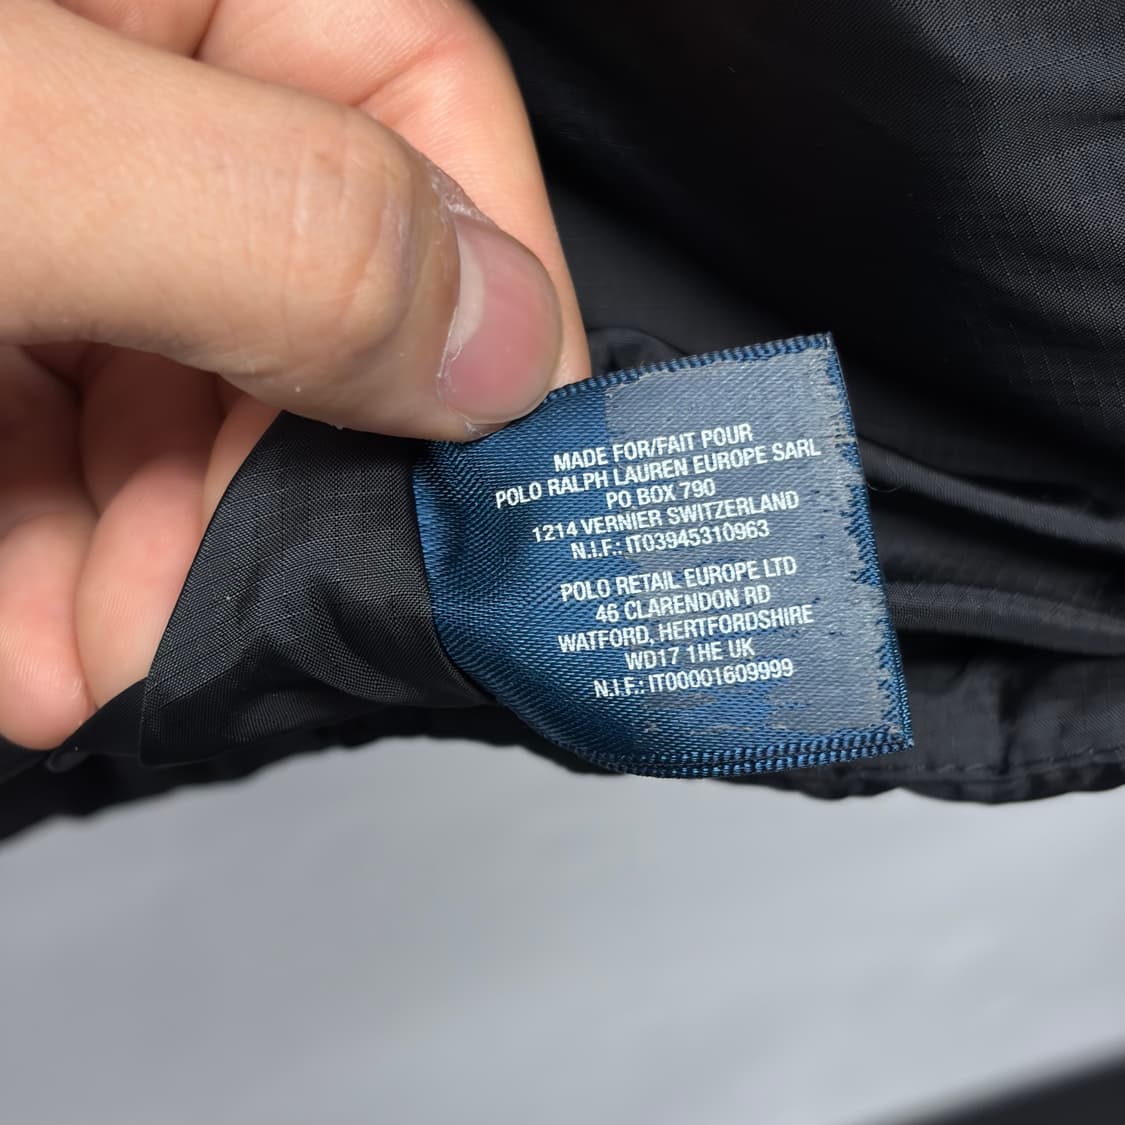 MADE FOR/FAIT POUR
POLO RALPH LAUREN EUROPE SARL
PO BOX 790
1214 VERNIER SWITZERLAND
N.I.F.: IT03945310963
POLO RETAIL EUROPE LTD
46 CLARENDON RD
WATFORD, HERTFORDSHIRE
WD17 1HE UK
N.I.F.: IT00001609999